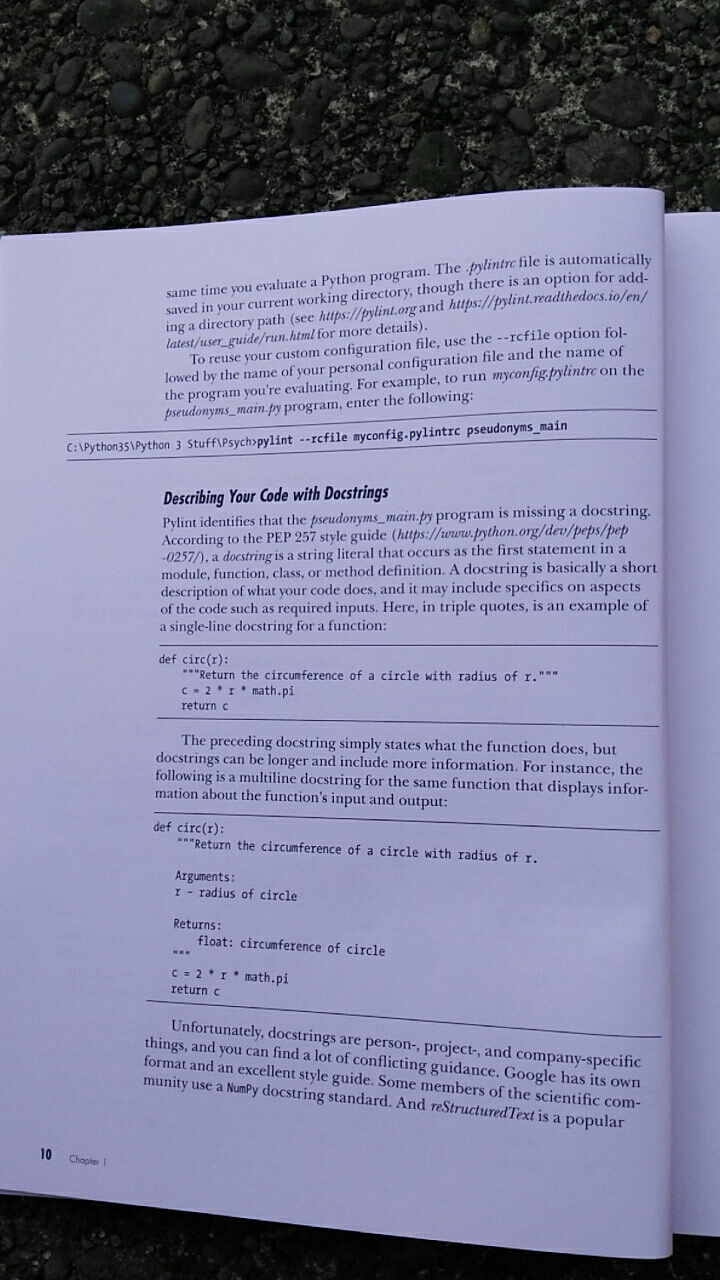 same time you evaluate a Python program. The .pylintrc file is automatically
saved in your current working directory, though there is an option for add-
ing a directory path (see https://pylint.org and https://pylint.readthedocs.io/en/
latest/user_guide/run.html for more details).
To reuse your custom configuration file, use the --rcfile option fol-
lowed by the name of your personal configuration file and the name of
the program you're evaluating. For example, to run myconfig.pylintrc on the
pseudonyms_main.py program, enter the following:
C:\Python35\Python 3 Stuff\Psych>pylint --rcfile myconfig.pylintrc pseudonyms_main
Describing Your Code with Docstrings
Pylint identifies that the pseudonyms_main.py program is missing a docstring.
According to the PEP 257 style guide (https://www.python.org/dev/peps/pep
-0257/), a docstring is a string literal that occurs as the first statement in a
module, function, class, or method definition. A docstring is basically a short
description of what your code does, and it may include specifics on aspects
of the code such as required inputs. Here, in triple quotes, is an example of
a single-line docstring for a function:
def circ(r):
    """Return the circumference of a circle with radius of r."""
    c = 2 * r * math.pi
    return c
The preceding docstring simply states what the function does, but
docstrings can be longer and include more information. For instance, the
following is a multiline docstring for the same function that displays infor-
mation about the function's input and output:
def circ(r):
    """Return the circumference of a circle with radius of r.
    Arguments:
    r – radius of circle
    Returns:
        float: circumference of circle
    """
    c = 2 * r * math.pi
    return c
Unfortunately, docstrings are person-, project-, and company-specific
things, and you can find a lot of conflicting guidance. Google has its own
format and an excellent style guide. Some members of the scientific com-
munity use a NumPy docstring standard. And reStructuredText is a popular
10 Chapter 1